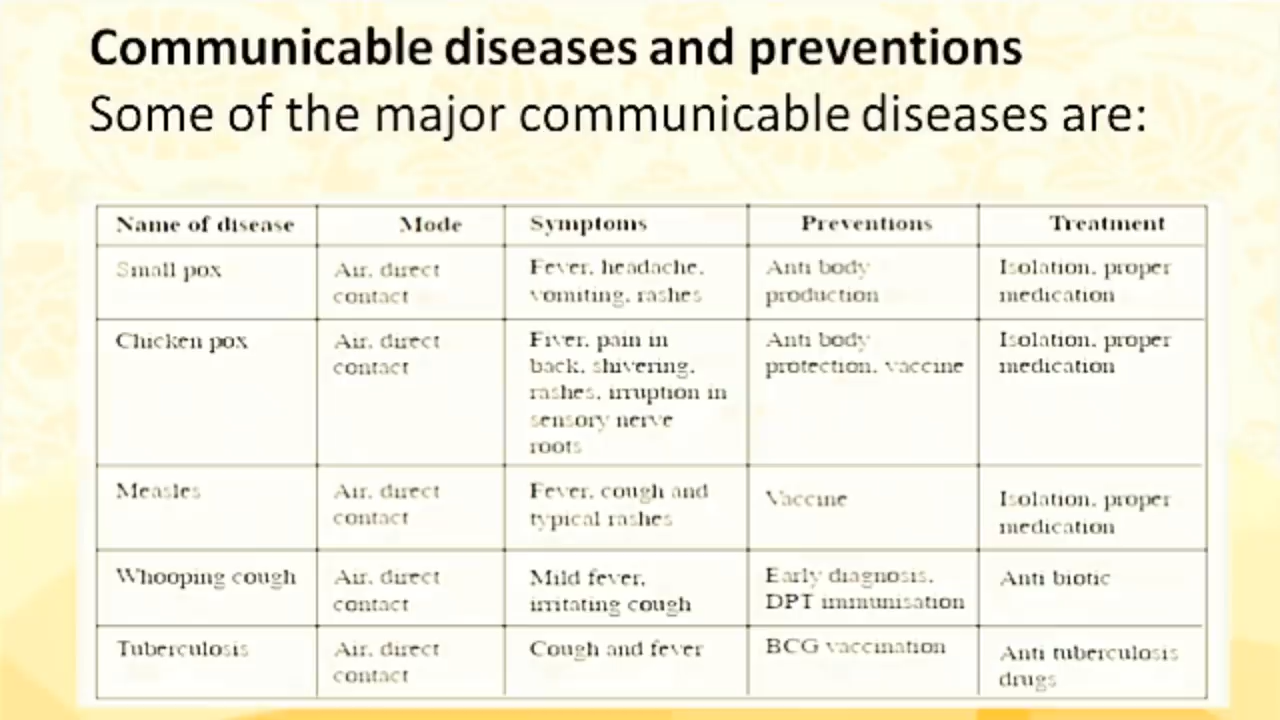 Communicable diseases and preventions
Some of the major communicable diseases are:
Name of disease Mode Symptoms Preventions Treatment
Small pox Air, direct Fever, headache, Anti body Isolation, proper
contact vomiting, rashes production medication
Chicken pox Air, direct Fiver, pain in Anti body Isolation, proper
contact back, shivering, protection, vaccine medication
rashes, irruption in
sensory nerve
roots
Measles Air, direct Fever, cough and Vaccine Isolation, proper
contact typical rashes medication
Whooping cough Air, direct Mild fever, Early diagnosis, Anti biotic
contact irritating cough DPT immunisation
Tuberculosis Air, direct Cough and fever BCG vaccination Anti tuberculosis
contact drugs